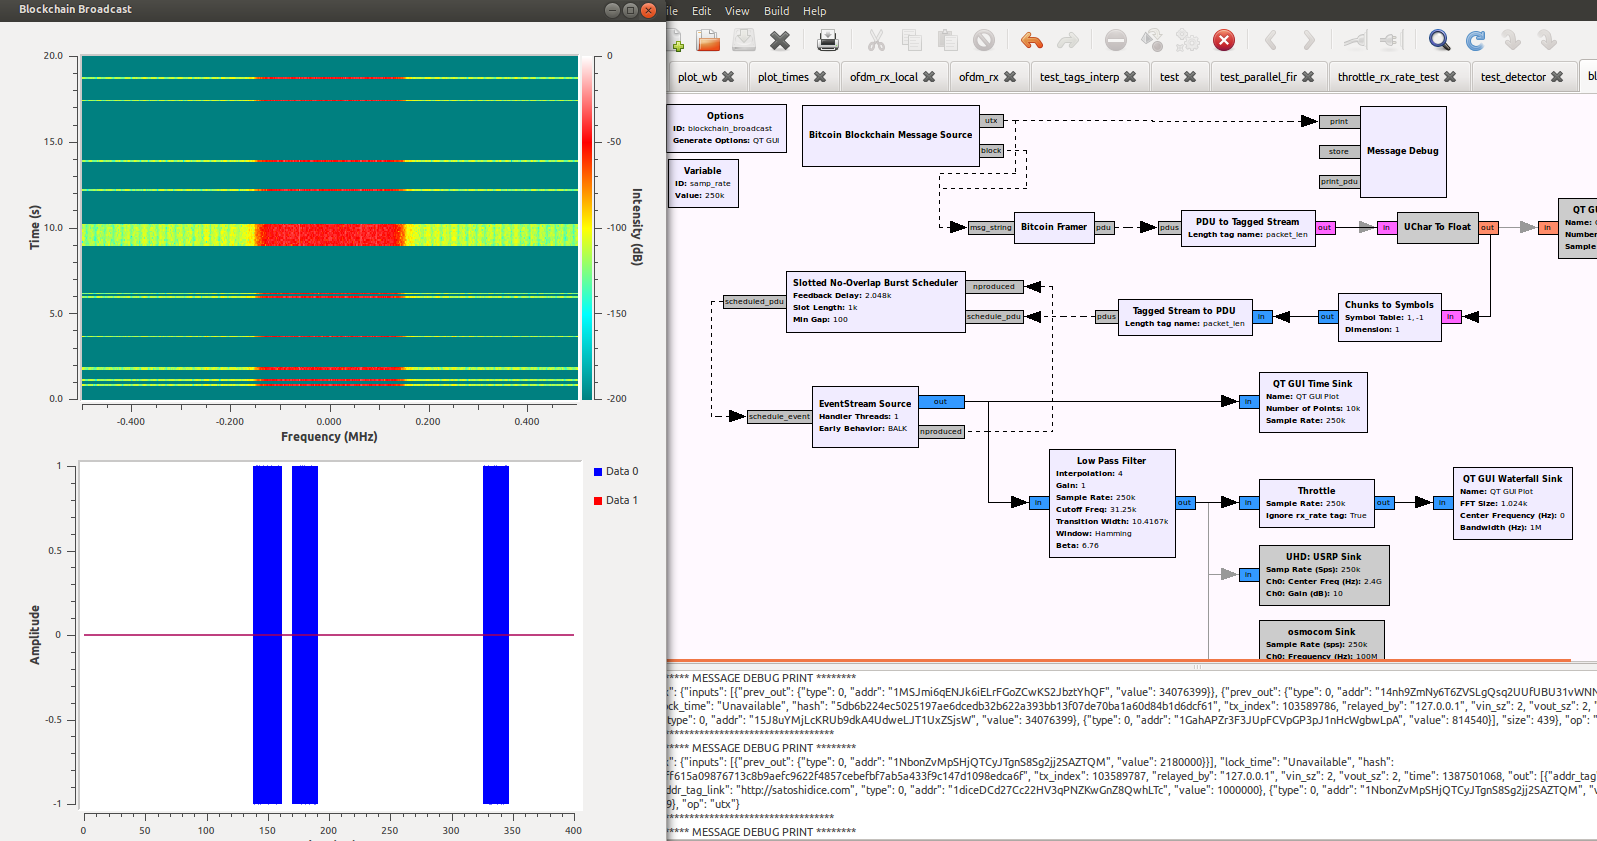 Blockchain Broadcast
20.0
15.0
10.0
5.0
0.0
Time (s)
-0.400
-0.200
0.000
0.200
0.400
Frequency (MHz)
0
-50
-100
-150
-200
Intensity (dB)
1
0.5
0
-0.5
-1
Amplitude
0
50
100
150
200
250
300
350
400
Data 0
Data 1
ile Edit View Build Help
plot_wb
plot_times
ofdm_rx_local
ofdm_rx
test_tags_interp
test
test_parallel_fir
throttle_rx_rate_test
test_detector
bl
Options
ID: blockchain_broadcast
Generate Options: QT GUI
Variable
ID: samp_rate
Value: 250k
Bitcoin Blockchain Message Source
utx
block
print
store
print_pdu
Message Debug
msg_string
Bitcoin Framer
pdu
pdus
PDU to Tagged Stream
Length tag name: packet_len
out
in
UChar To Float
out
in
QT GU
Name: 
Number
Sample
Slotted No-Overlap Burst Scheduler
Feedback Delay: 2.048k
Slot Length: 1k
Min Gap: 100
scheduled_pdu
nproduced
schedule_pdu
pdus
Tagged Stream to PDU
Length tag name: packet_len
in
out
Chunks to Symbols
Symbol Table: 1, -1
Dimension: 1
in
schedule_event
EventStream Source
Handler Threads: 1
Early Behavior: BALK
out
nproduced
in
QT GUI Time Sink
Name: QT GUI Plot
Number of Points: 10k
Sample Rate: 250k
in
Low Pass Filter
Interpolation: 4
Gain: 1
Sample Rate: 250k
Cutoff Freq: 31.25k
Transition Width: 10.4167k
Window: Hamming
Beta: 6.76
out
in
Throttle
Sample Rate: 250k
Ignore rx_rate tag: True
out
in
QT GUI Waterfall Sink
Name: QT GUI Plot
FFT Size: 1.024k
Center Frequency (Hz): 0
Bandwidth (Hz): 1M
in
UHD: USRP Sink
Samp Rate (Sps): 250k
Ch0: Center Freq (Hz): 2.4G
Ch0: Gain (dB): 10
osmocom Sink
Sample Rate (sps): 250k
Ch0: Frequency (Hz): 100M
***** MESSAGE DEBUG PRINT ********
": {"inputs": [{"prev_out": {"type": 0, "addr": "1MSJmi6qENJk6iELrFGoZCwKS2JbztYhQF", "value": 34076399}}, {"prev_out": {"type": 0, "addr": "14nh9ZmNy6T6ZVSLgQsq2UUfUBU31vWNN
ck_time": "Unavailable", "hash": "5db6b224ec5025197ae6dcedb32b622a393bb13f07de70ba1a60d84b1d6dcf61", "tx_index": 103589786, "relayed_by": "127.0.0.1", "vin_sz": 2, "vout_sz": 2,
type": 0, "addr": "15J8uYMjLcKRUb9dkA4UdweLJT1UxZSjsW", "value": 34076399}, {"type": 0, "addr": "1GahAPZr3F3JUpFCVpGP3pJ1nHcWgbwLpA", "value": 814540}], "size": 439}, "op": "
***********************************
***** MESSAGE DEBUG PRINT ********
": {"inputs": [{"prev_out": {"type": 0, "addr": "1NbonZvMpSHjQTCyJTgnS8Sg2jj2SAZTQM", "value": 2180000}}], "lock_time": "Unavailable", "hash":
ff615a09876713c8b9aefc9622f4857cebefbf7ab5a433f9c147d1098edca6f", "tx_index": 103589787, "relayed_by": "127.0.0.1", "vin_sz": 2, "vout_sz": 2, "time": 1387501068, "out": [{"addr_tag
ddr_tag_link": "http://satoshidice.com", "type": 0, "addr": "1diceDCd27Cc22HV3qPNZKwGnZ8QwhLTc", "value": 1000000}, {"type": 0, "addr": "1NbonZvMpSHjQTCyJTgnS8Sg2jj2SAZTQM", "v
9}, "op": "utx"}
***********************************
***** MESSAGE DEBUG PRINT ********